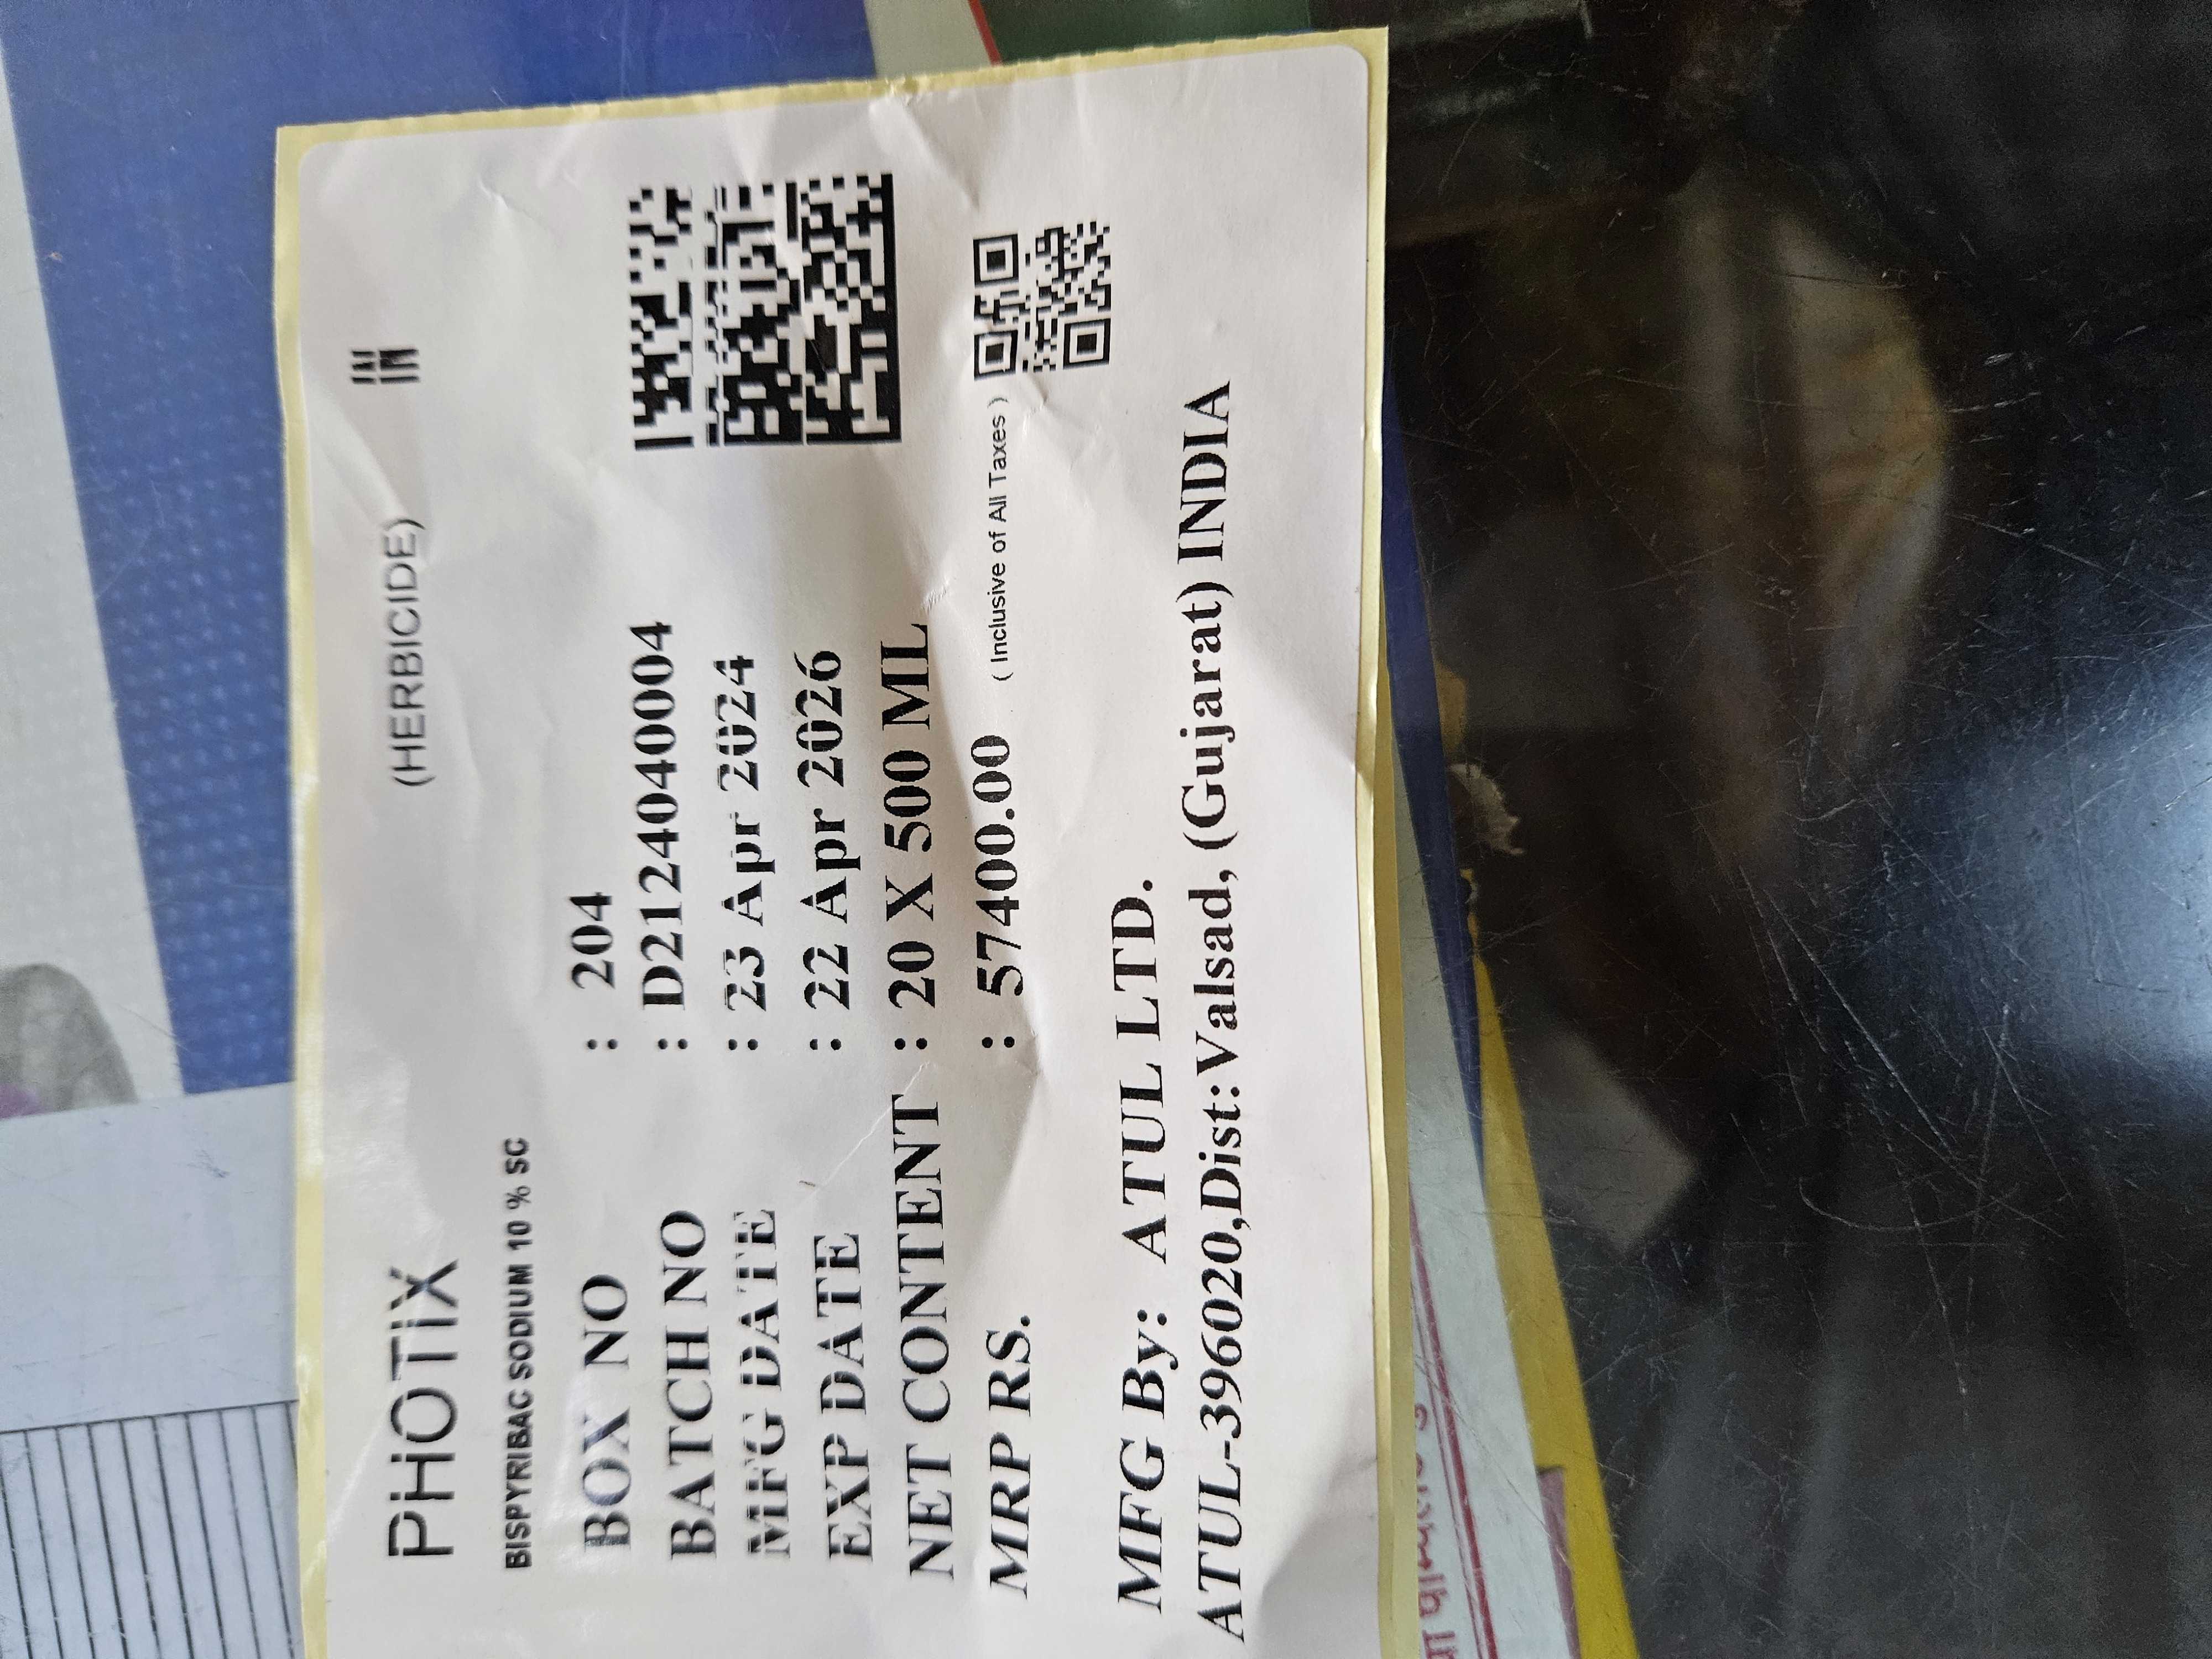 PHOTIX (HERBICIDE)
BISPYRIBAC SODIUM 10 % SC
BOX NO : 204
BATCH NO : D2124040004
MFG DATE : 23 Apr 2024
EXP DATE : 22 Apr 2026
NET CONTENT : 20 X 500 ML
MRP RS. : 57400.00 ( Inclusive of All Taxes )
MFG By: ATUL LTD.
ATUL-396020,Dist:Valsad, (Gujarat) INDIA